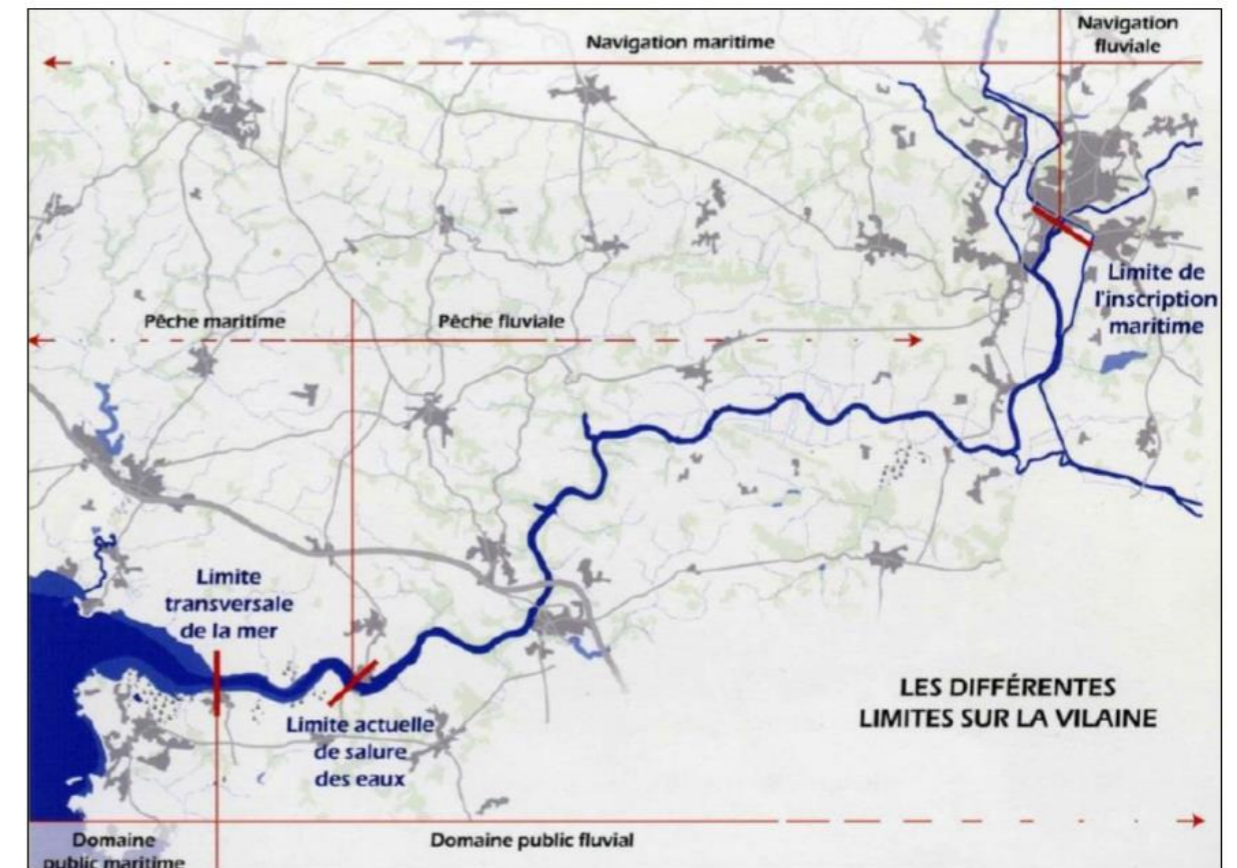 Navigation maritime
Navigation
fluviale
Limite de
l'inscription
maritime
Pêche maritime
Pêche fluviale
Limite
transversale
de la mer
Limite actuelle
de salure
des eaux
LES DIFFÉRENTES
LIMITES SUR LA VILAINE
Domaine
public maritime
Domaine public fluvial